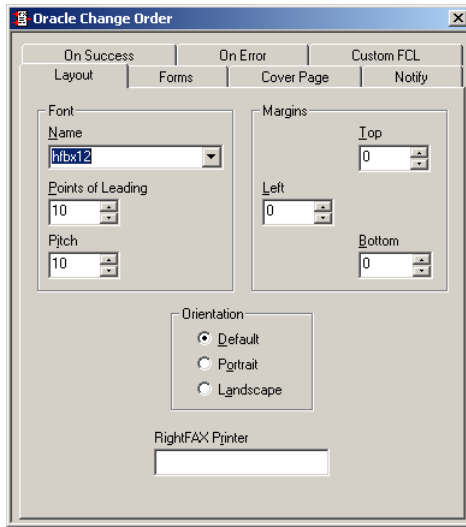 Oracle Change Order
On Success On Error Custom FCL
Layout Forms Cover Page Notify
Font
Name
hfbx12
Points of Leading
10
Pitch
10
Margins
Top
0
Left
0
Bottom
0
Orientation
Default
Portrait
Landscape
RightFAX Printer